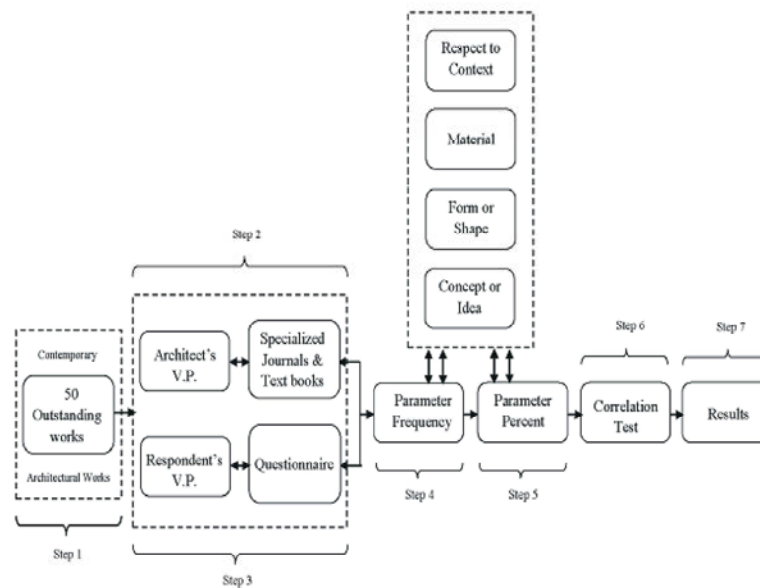 Respect to
Context
Material
Form or
Shape
Concept or
Idea
Step 2
Step 6
Step 7
Contemporary
50
Outstanding
works
Architectural Works
Architect's
V.P.
Specialized
Journals &
Text books
Respondent's
V.P.
Questionnaire
Parameter
Frequency
Parameter
Percent
Correlation
Test
Results
Step 4
Step 5
Step 1
Step 3